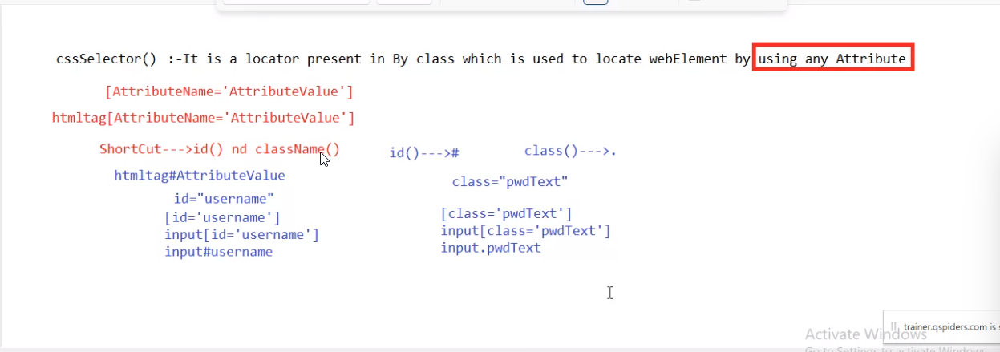 cssSelector() :-It is a locator present in By class which is used to locate webElement by using any Attribute
[AttributeName='AttributeValue']
htmltag[AttributeName='AttributeValue']
ShortCut--->id() nd className()
id()--->#
class()--->.
htmltag#AttributeValue
id="username"
[id='username']
input[id='username']
input#username
class="pwdText"
[class='pwdText']
input[class='pwdText']
input.pwdText
Activate Windows
Go to Settings to activate Windows.
trainer.qspiders.com is